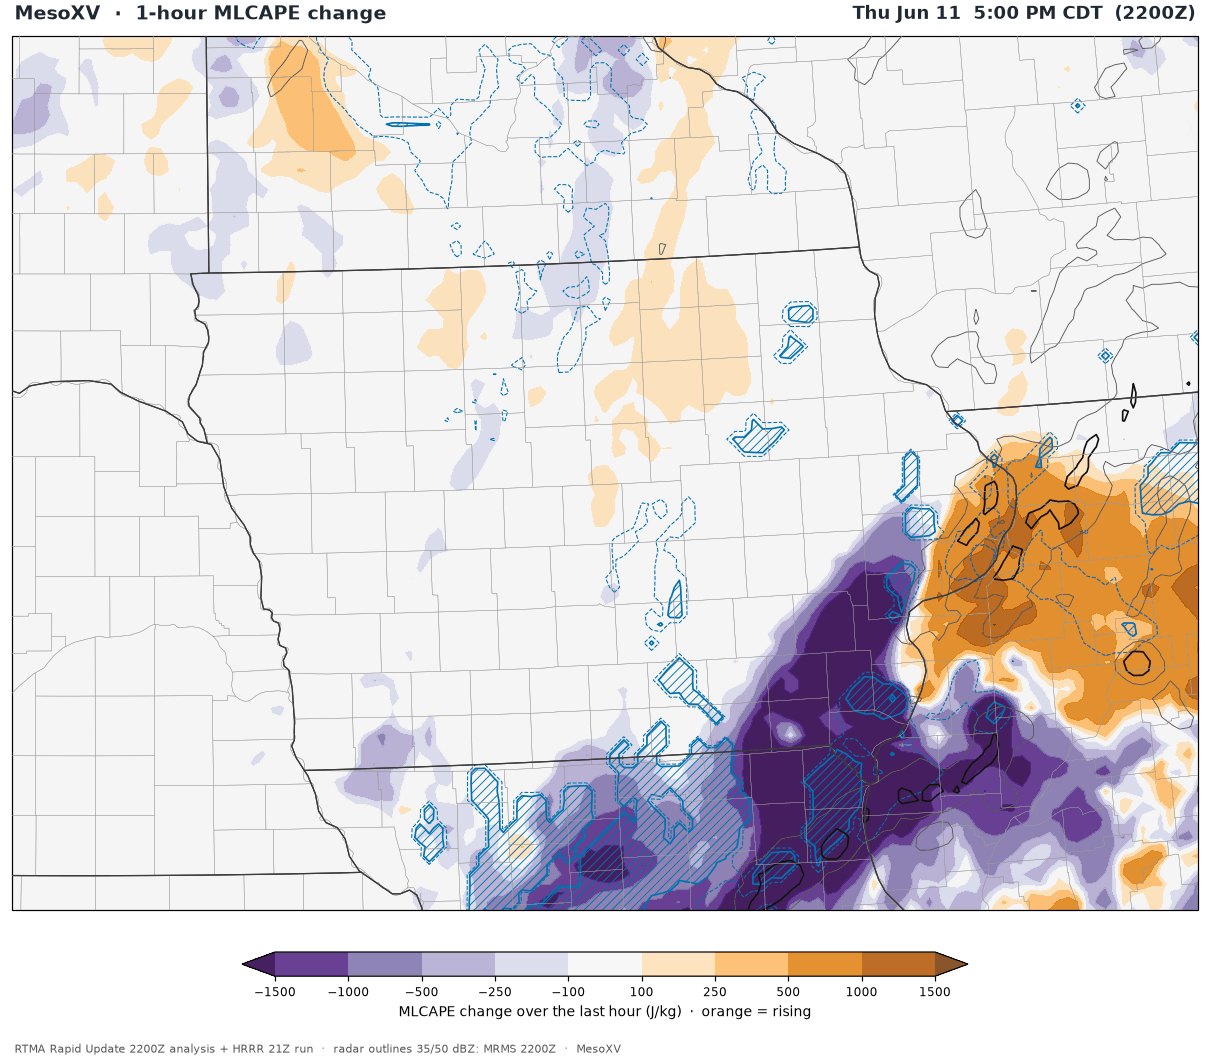 MesoXV · 1-hour MLCAPE change
Thu Jun 11 5:00 PM CDT (2200Z)
−1500 −1000 −500 −250 −100 100 250 500 1000 1500
MLCAPE change over the last hour (J/kg) · orange = rising
RTMA Rapid Update 2200Z analysis + HRRR 21Z run · radar outlines 35/50 dBZ: MRMS 2200Z · MesoXV